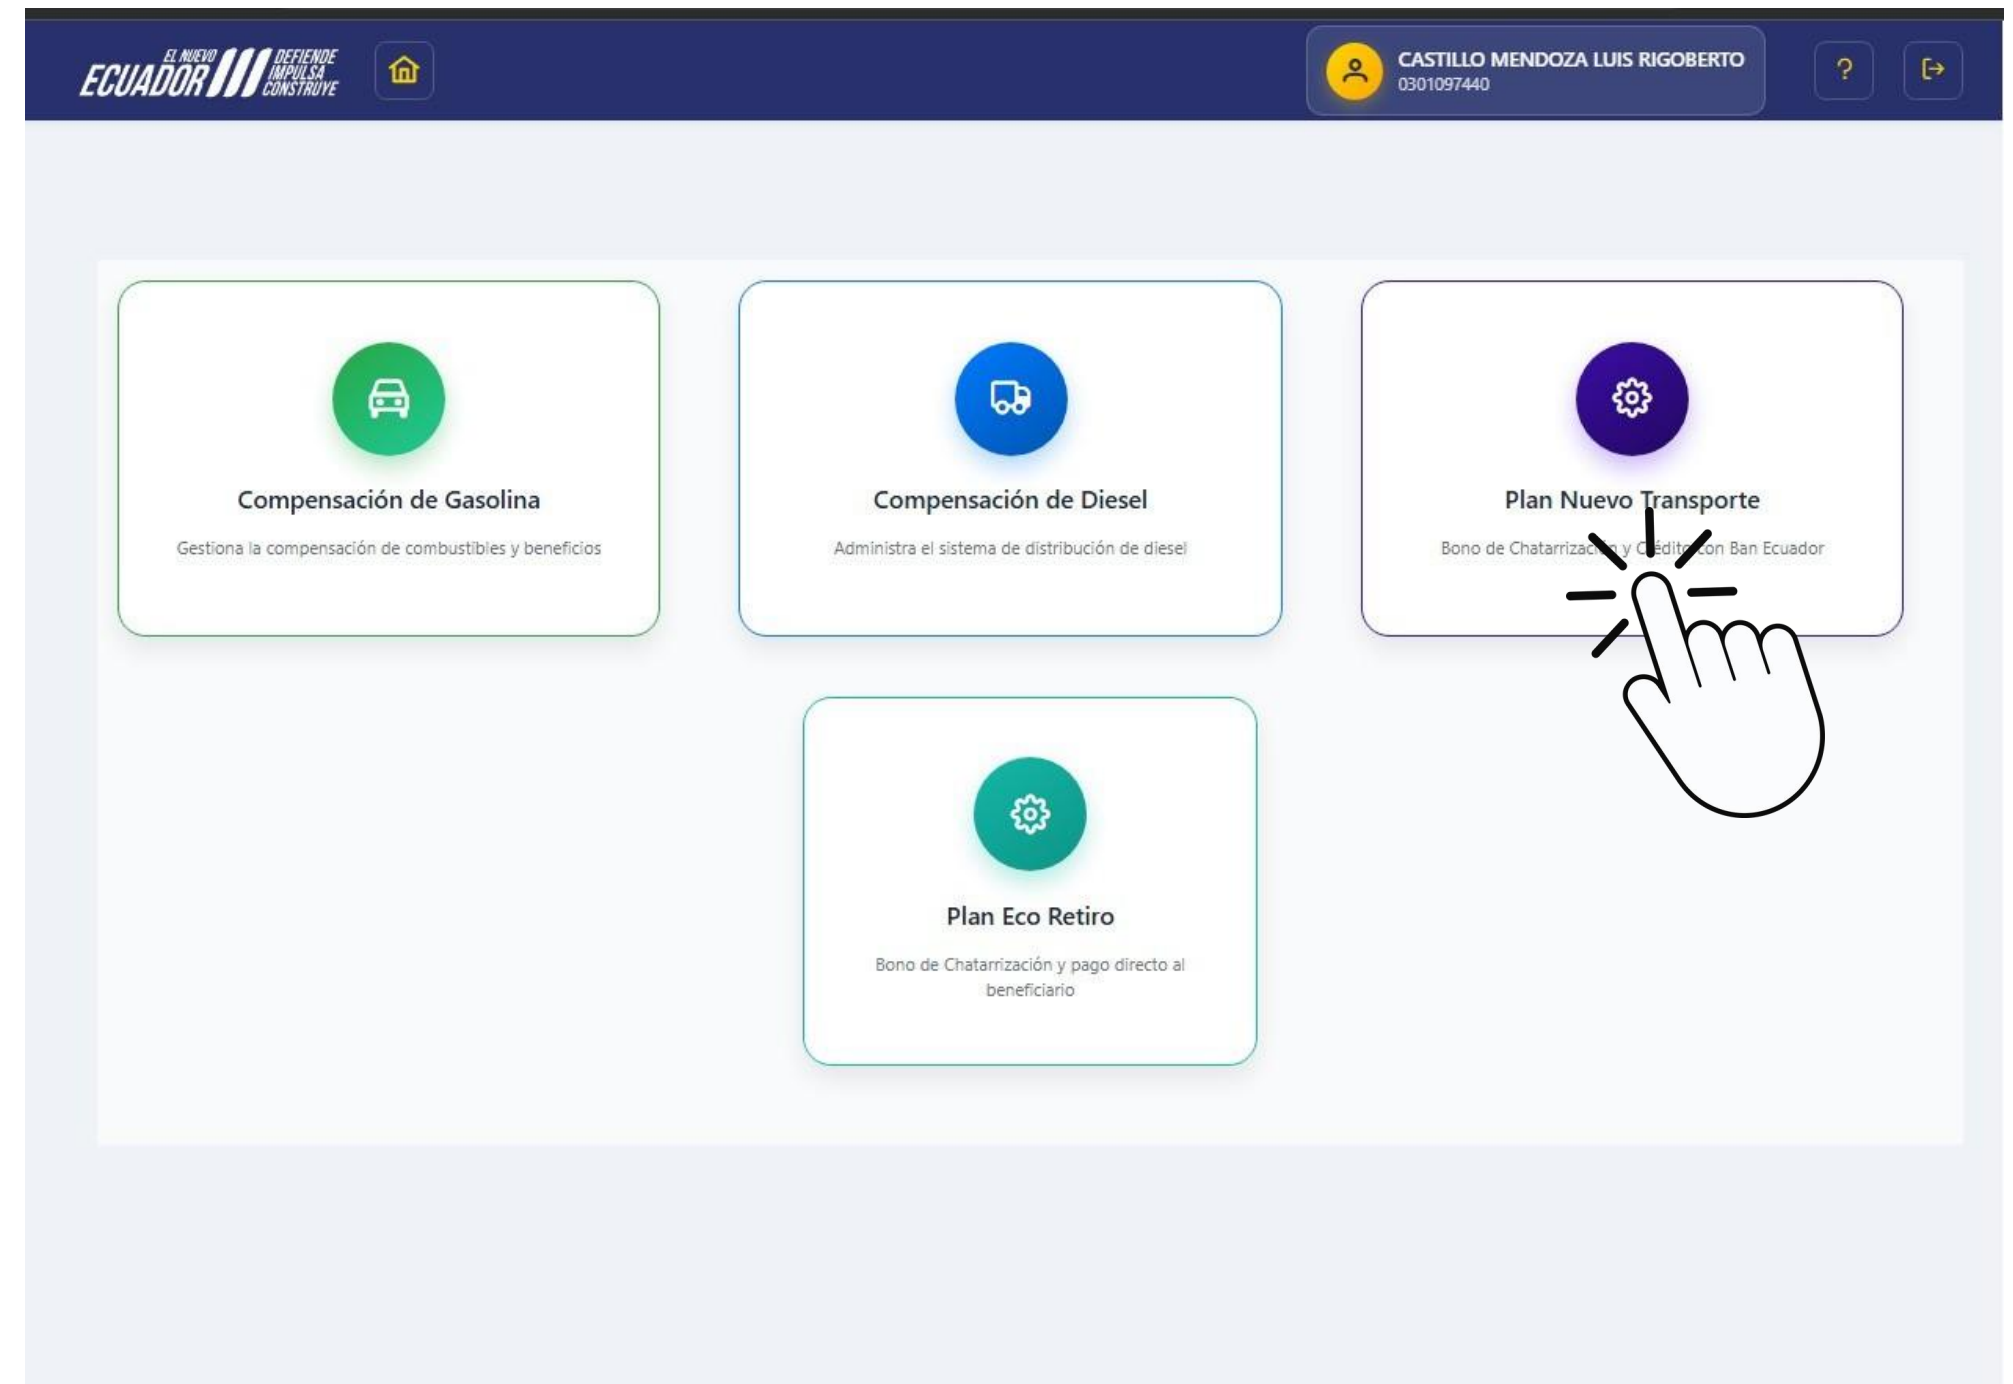 EL NUEVO
ECUADOR
DEFIENDE
IMPULSA
CONSTRUYE
CASTILLO MENDOZA LUIS RIGOBERTO
0301097440
?
Compensación de Gasolina
Gestiona la compensación de combustibles y beneficios
Compensación de Diesel
Administra el sistema de distribución de diesel
Plan Nuevo Transporte
Bono de Chatarrización y Crédito con Ban Ecuador
Plan Eco Retiro
Bono de Chatarrización y pago directo al
beneficiario